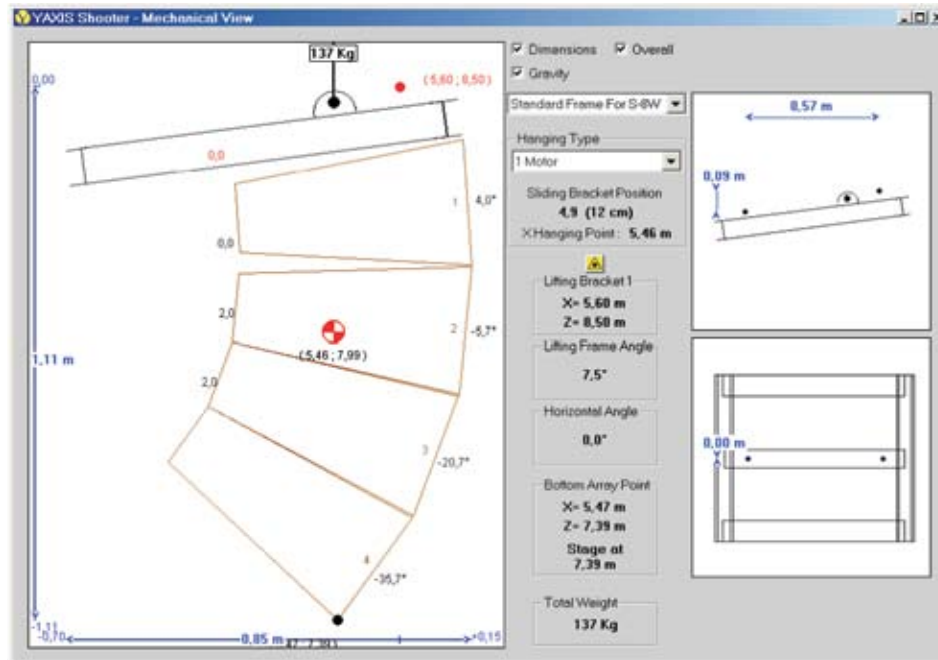 YAXIS Shooter - Mechanical View
137 Kg
(5,60 ; 8,50)
0,00
0,0
1
4,0°
0,0
2,0
2
-5,7°
(5,46 ; 7,99)
1,11 m
2,0
3
-20,7°
4
-35,7°
-1,11
-0,70
0,85 m
47 ; 7,39)
+0,15
Dimensions
Overall
Gravity
Standard Frame For S-8W
Hanging Type
1 Motor
Sliding Bracket Position
4,9 (12 cm)
X Hanging Point : 5,46 m
Lifting Bracket 1
X= 5,60 m
Z= 8,50 m
Lifting Frame Angle
7,5°
Horizontal Angle
0,0°
Bottom Array Point
X= 5,47 m
Z= 7,39 m
Stage at
7,39 m
Total Weight
137 Kg
0,57 m
0,09 m
0,00 m